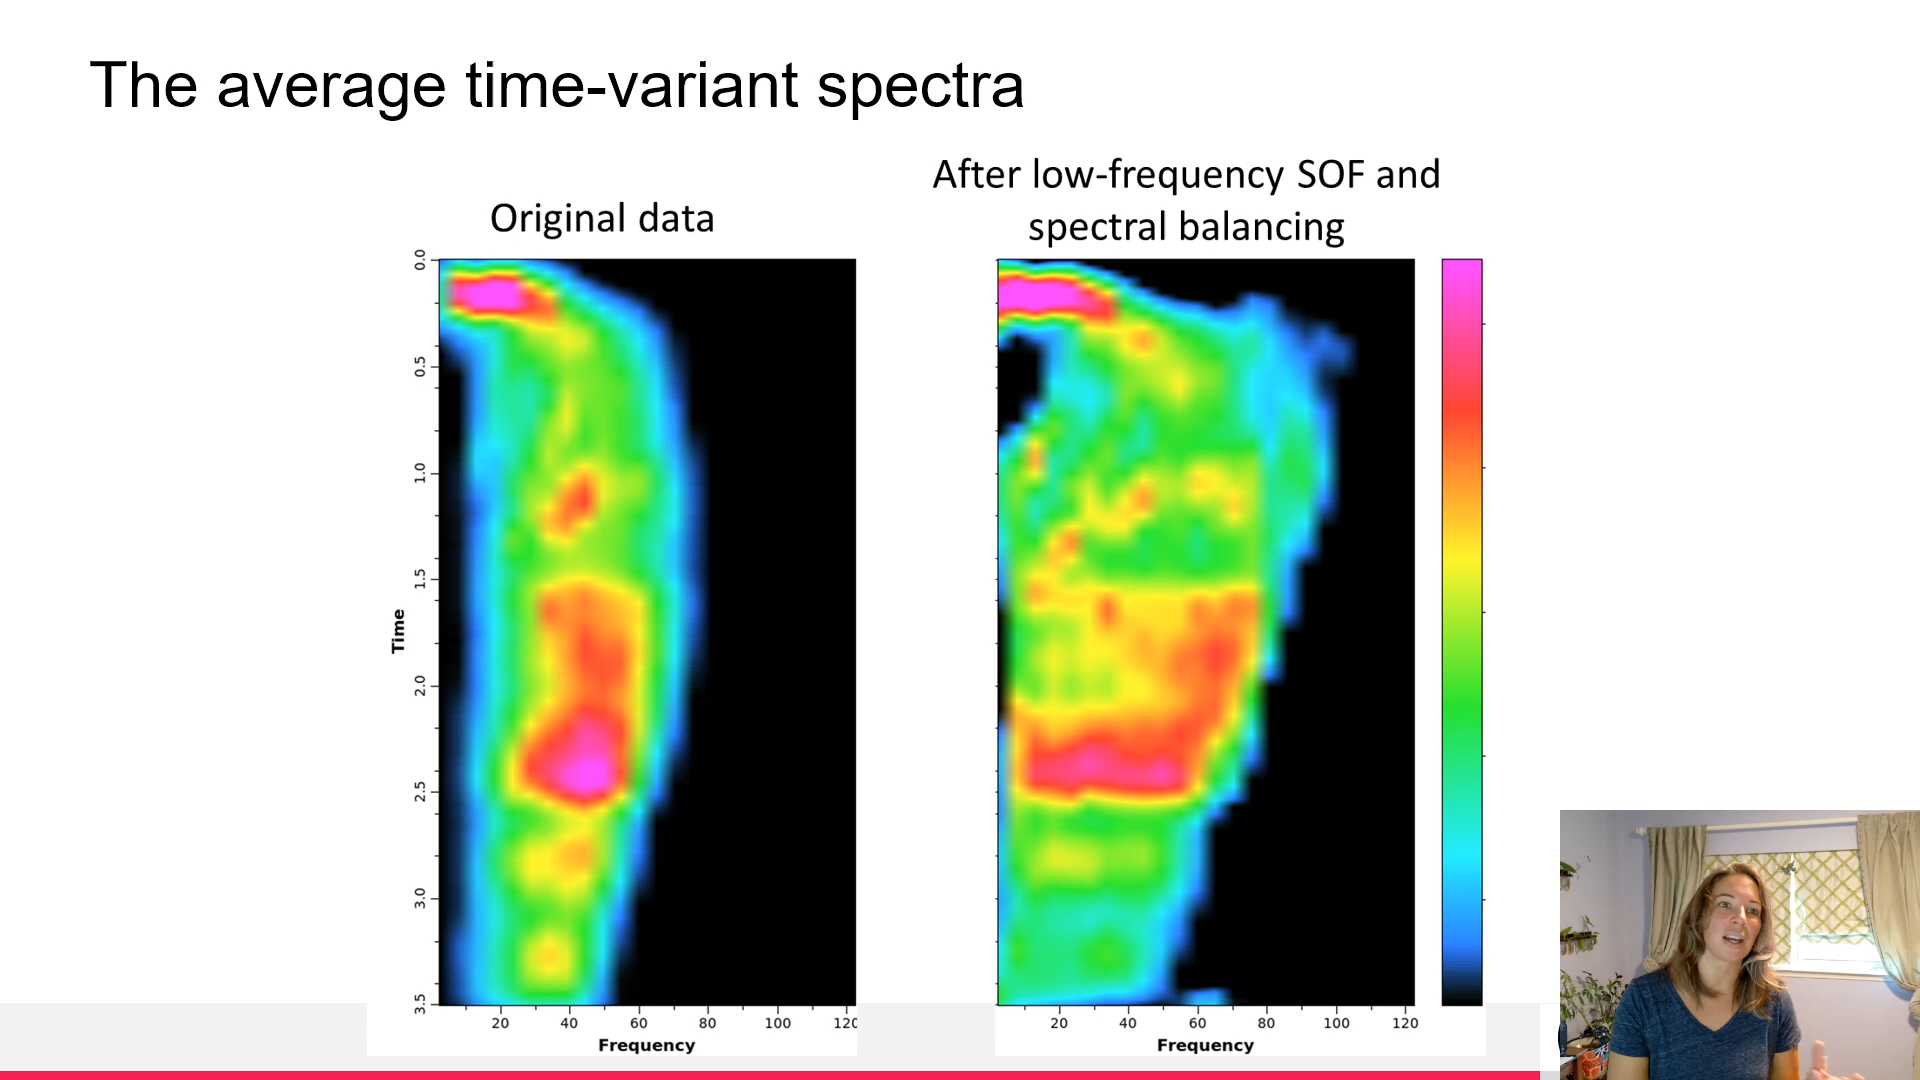 The average time-variant spectra
Original data
After low-frequency SOF and
spectral balancing
0.0
0.5
1.0
1.5
2.0
2.5
3.0
3.5
Time
20 40 60 80 100 120
Frequency
20 40 60 80 100 120
Frequency